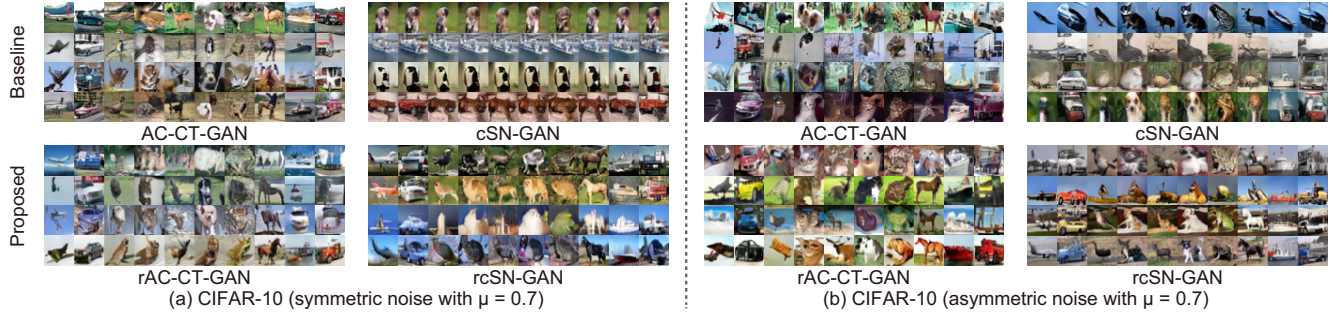 Baseline
AC-CT-GAN
cSN-GAN
AC-CT-GAN
cSN-GAN
Proposed
rAC-CT-GAN
rcSN-GAN
rAC-CT-GAN
rcSN-GAN
(a) CIFAR-10 (symmetric noise with μ = 0.7)
(b) CIFAR-10 (asymmetric noise with μ = 0.7)